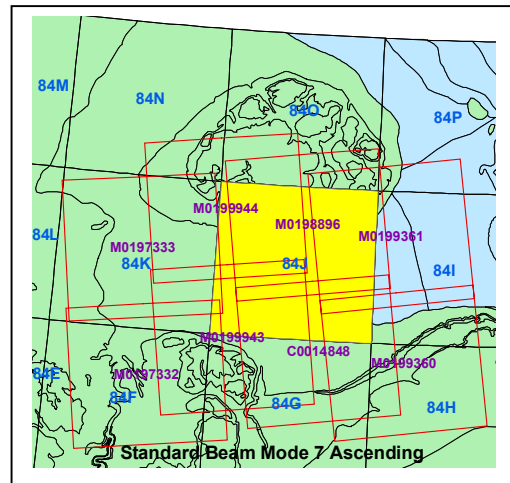 84M
84N
84O
84P
M0199944
M0198896
M0199361
84L
M0197333
84K
84J
84I
M0199943
C0014848
M0199360
84E
M0197332
84F
84G
84H
Standard Beam Mode 7 Ascending